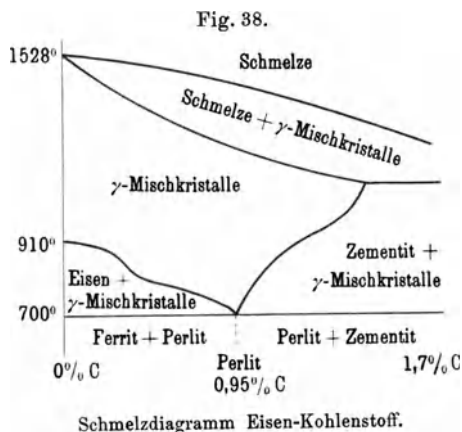 Fig. 38.
1528°
Schmelze
Schmelze + γ-Mischkristalle
γ-Mischkristalle
910°
Zementit +
γ-Mischkristalle
Eisen +
γ-Mischkristalle
700°
Ferrit + Perlit
Perlit + Zementit
0% C
Perlit
0,95% C
1,7% C
Schmelzdiagramm Eisen-Kohlenstoff.